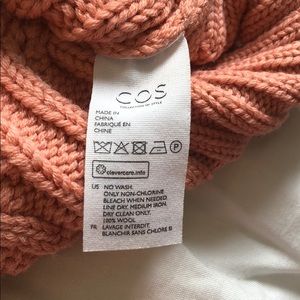 COS
COLLECTION OF STYLE
MADE IN
CHINA
FABRIQUÉ EN
CHINE
P
clevercare.info
US NO WASH.
ONLY NON-CHLORINE
BLEACH WHEN NEEDED.
LINE DRY, MEDIUM IRON.
DRY CLEAN ONLY.
100% WOOL
FR LAVAGE INTERDIT.
BLANCHIR SANS CHLORE SI